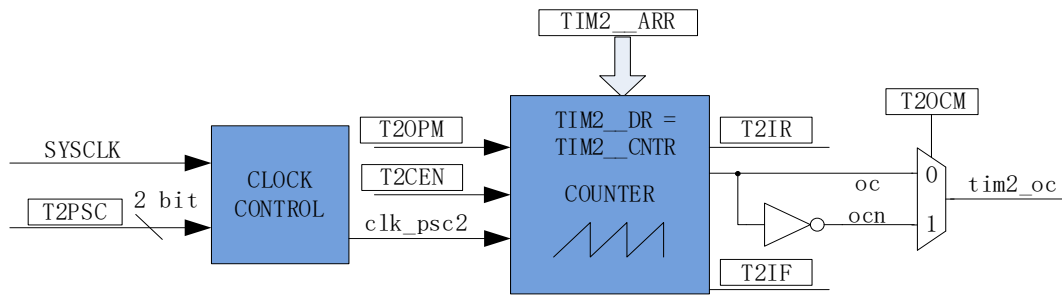 TIM2__ARR
SYSCLK
T2PSC
2 bit
CLOCK
CONTROL
T2OPM
T2CEN
clk_psc2
TIM2__DR =
TIM2__CNTR
COUNTER
T2IR
T2IF
oc
ocn
T2OCM
0
1
tim2_oc